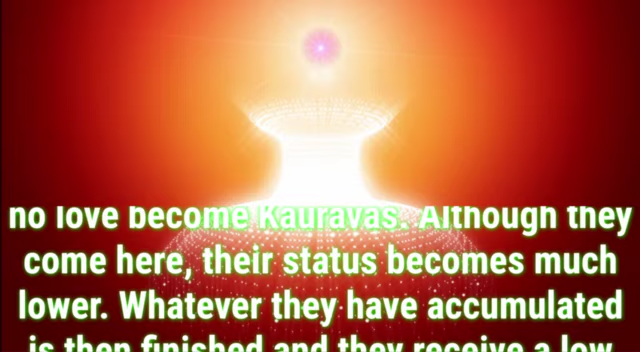 no love become Kauravas. Although they
come here, their status becomes much
lower. Whatever they have accumulated
is then finished and they receive a low